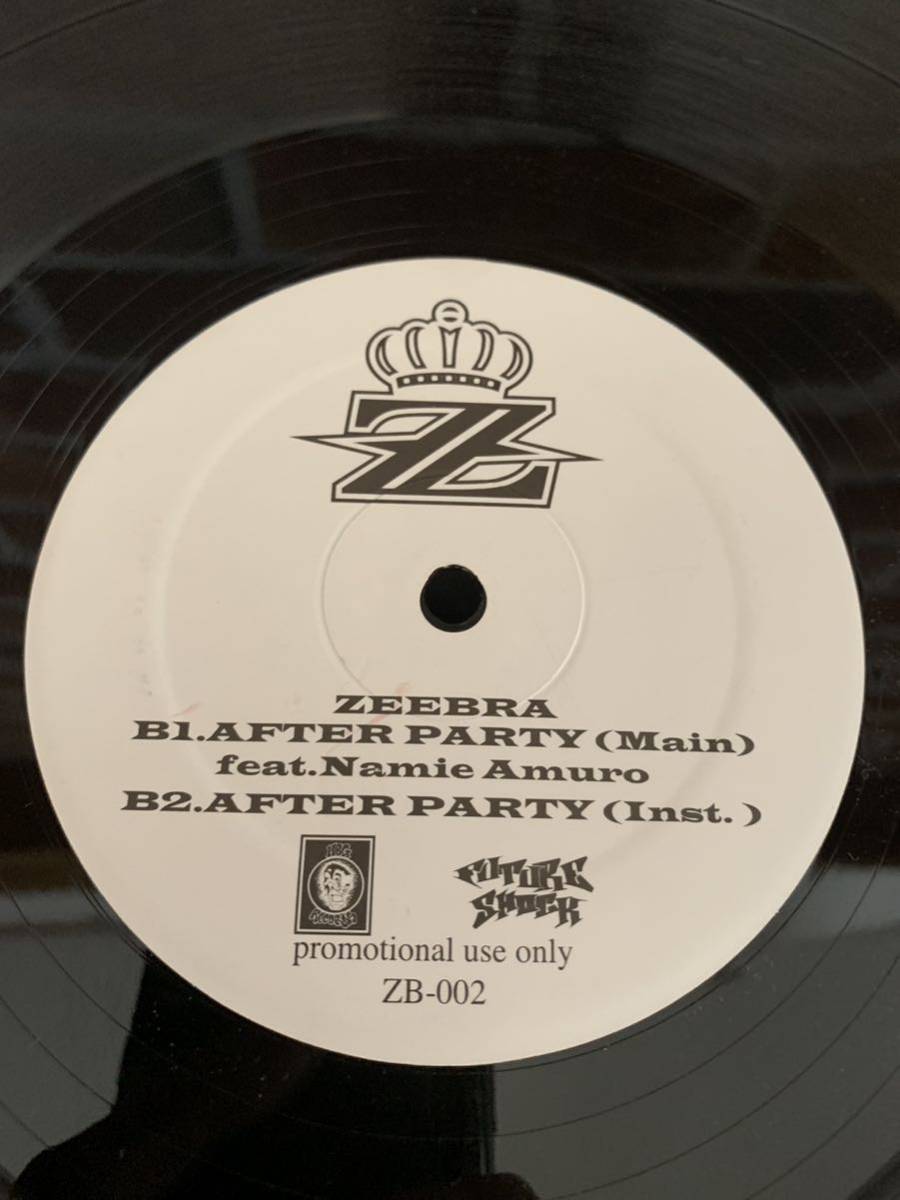 Z
ZEEBRA
B1.AFTER PARTY (Main)
feat.Namie Amuro
B2.AFTER PARTY (Inst. )
FUTURE
SHOCK
promotional use only
ZB-002